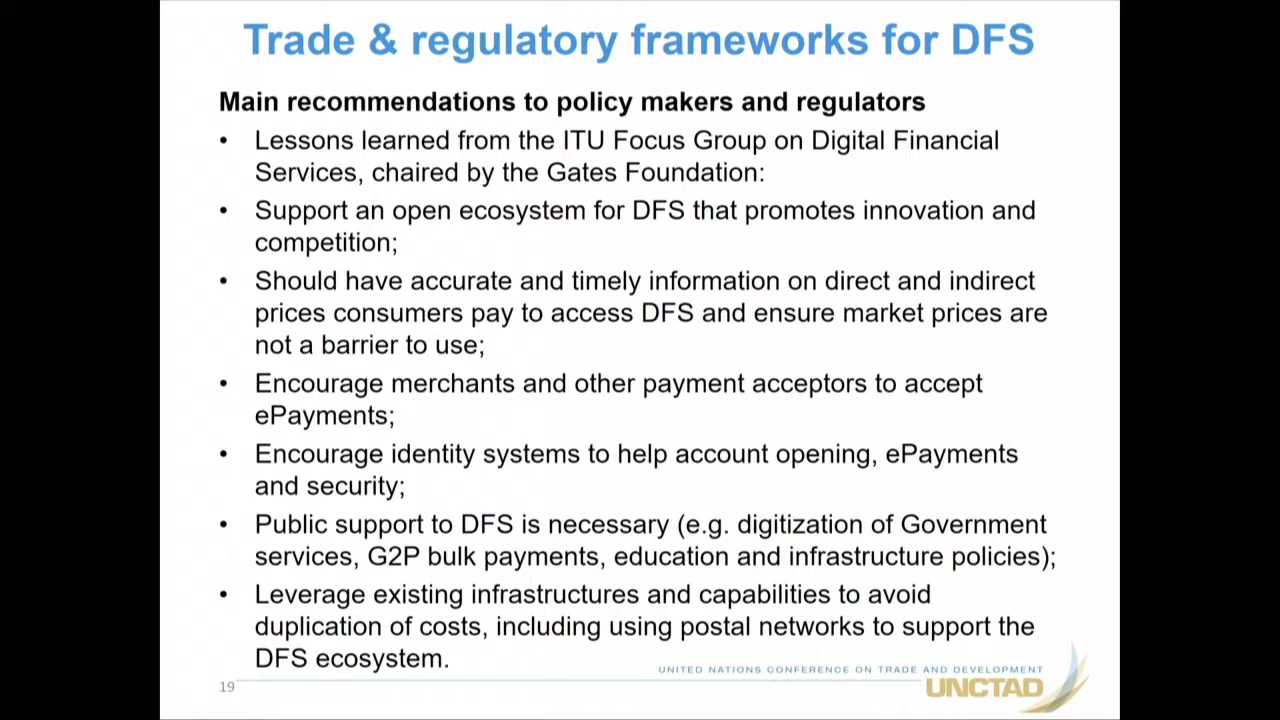 Trade & regulatory frameworks for DFS
Main recommendations to policy makers and regulators
• Lessons learned from the ITU Focus Group on Digital Financial
Services, chaired by the Gates Foundation:
• Support an open ecosystem for DFS that promotes innovation and
competition;
• Should have accurate and timely information on direct and indirect
prices consumers pay to access DFS and ensure market prices are
not a barrier to use;
• Encourage merchants and other payment acceptors to accept
ePayments;
• Encourage identity systems to help account opening, ePayments
and security;
• Public support to DFS is necessary (e.g. digitization of Government
services, G2P bulk payments, education and infrastructure policies);
• Leverage existing infrastructures and capabilities to avoid
duplication of costs, including using postal networks to support the
DFS ecosystem.
UNITED NATIONS CONFERENCE ON TRADE AND DEVELOPMENT
19
UNCTAD